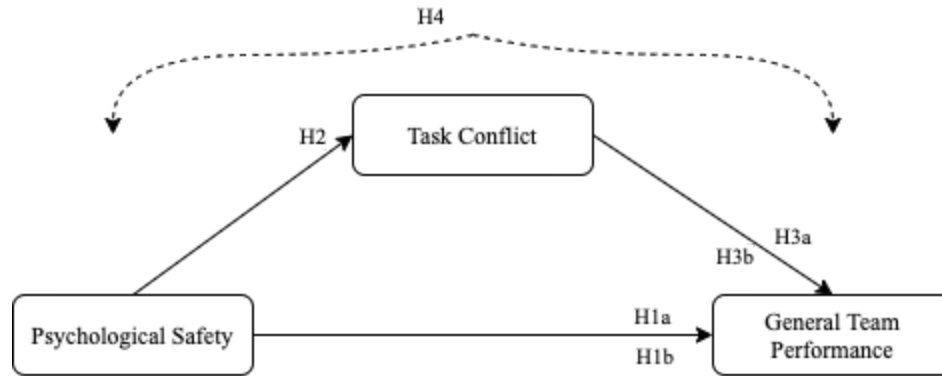 H4
Task Conflict
H2
H3a
H3b
Psychological Safety
H1a
H1b
General Team
Performance